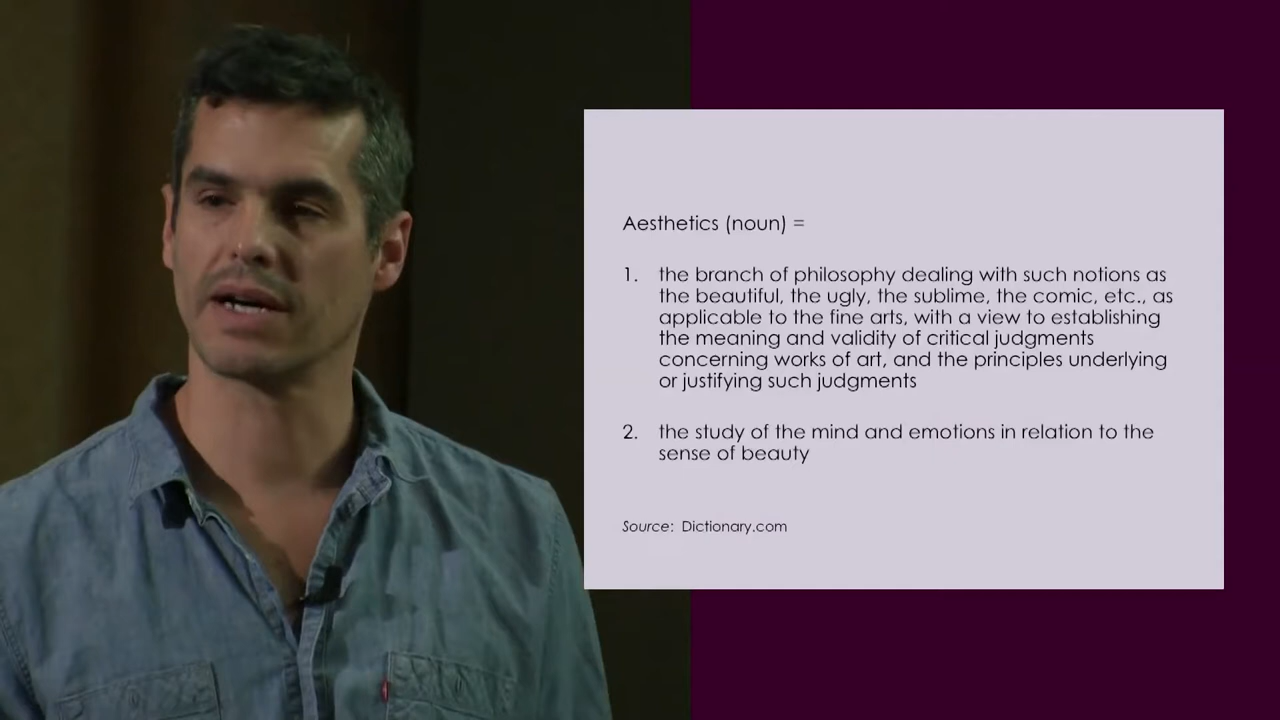 Aesthetics (noun) =
1. the branch of philosophy dealing with such notions as
the beautiful, the ugly, the sublime, the comic, etc., as
applicable to the fine arts, with a view to establishing
the meaning and validity of critical judgments
concerning works of art, and the principles underlying
or justifying such judgments
2. the study of the mind and emotions in relation to the
sense of beauty
Source: Dictionary.com